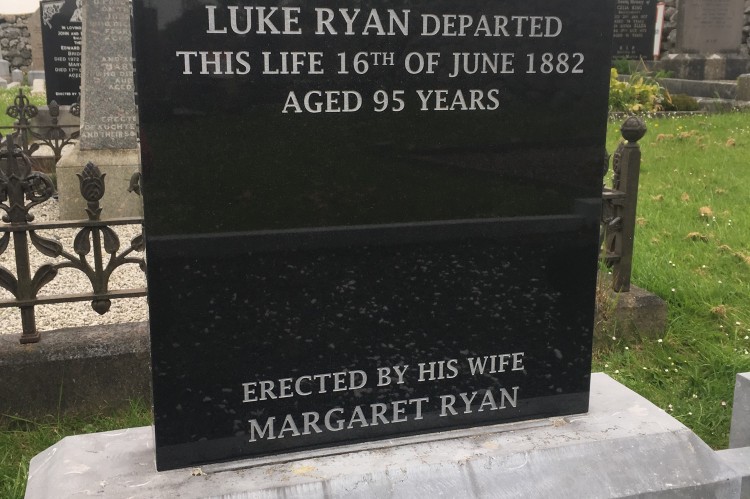 LUKE RYAN DEPARTED
THIS LIFE 16TH OF JUNE 1882
AGED 95 YEARS
ERECTED BY HIS WIFE
MARGARET RYAN